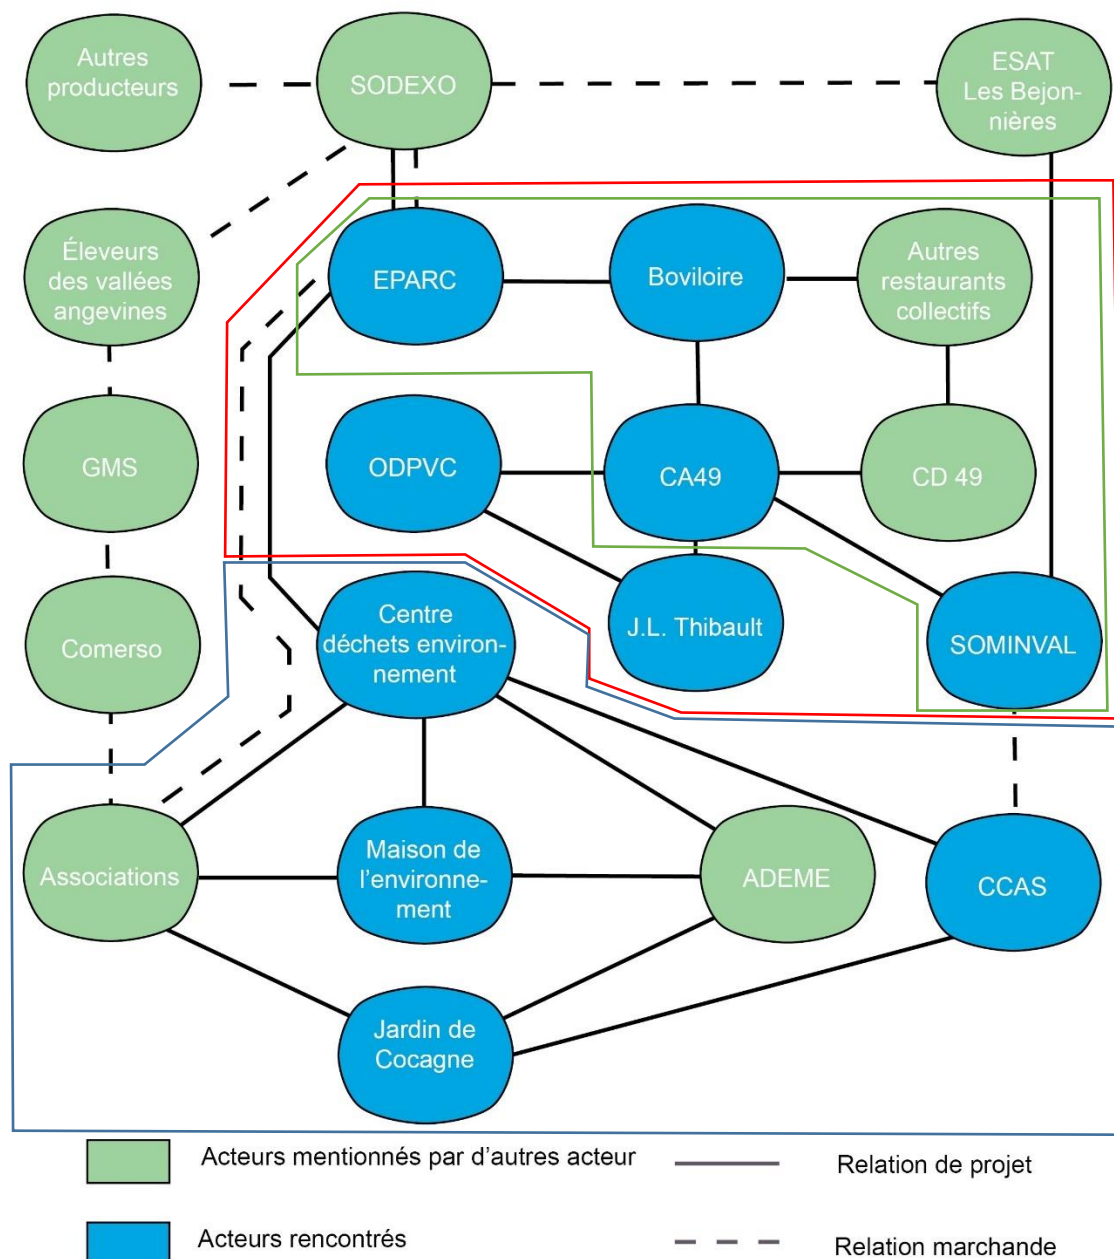 Autres
producteurs
SODEXO
ESAT
Les Bejon-
nières
Éleveurs
des vallées
angevines
EPARC
Boviloire
Autres
restaurants
collectifs
GMS
ODPVC
CA49
CD 49
Comerso
Centre
déchets environ-
nement
J.L. Thibault
SOMINVAL
Associations
Maison de
l'environne-
ment
ADEME
CCAS
Jardin de
Cocagne
Acteurs mentionnés par d'autres acteur
Relation de projet
Acteurs rencontrés
Relation marchande